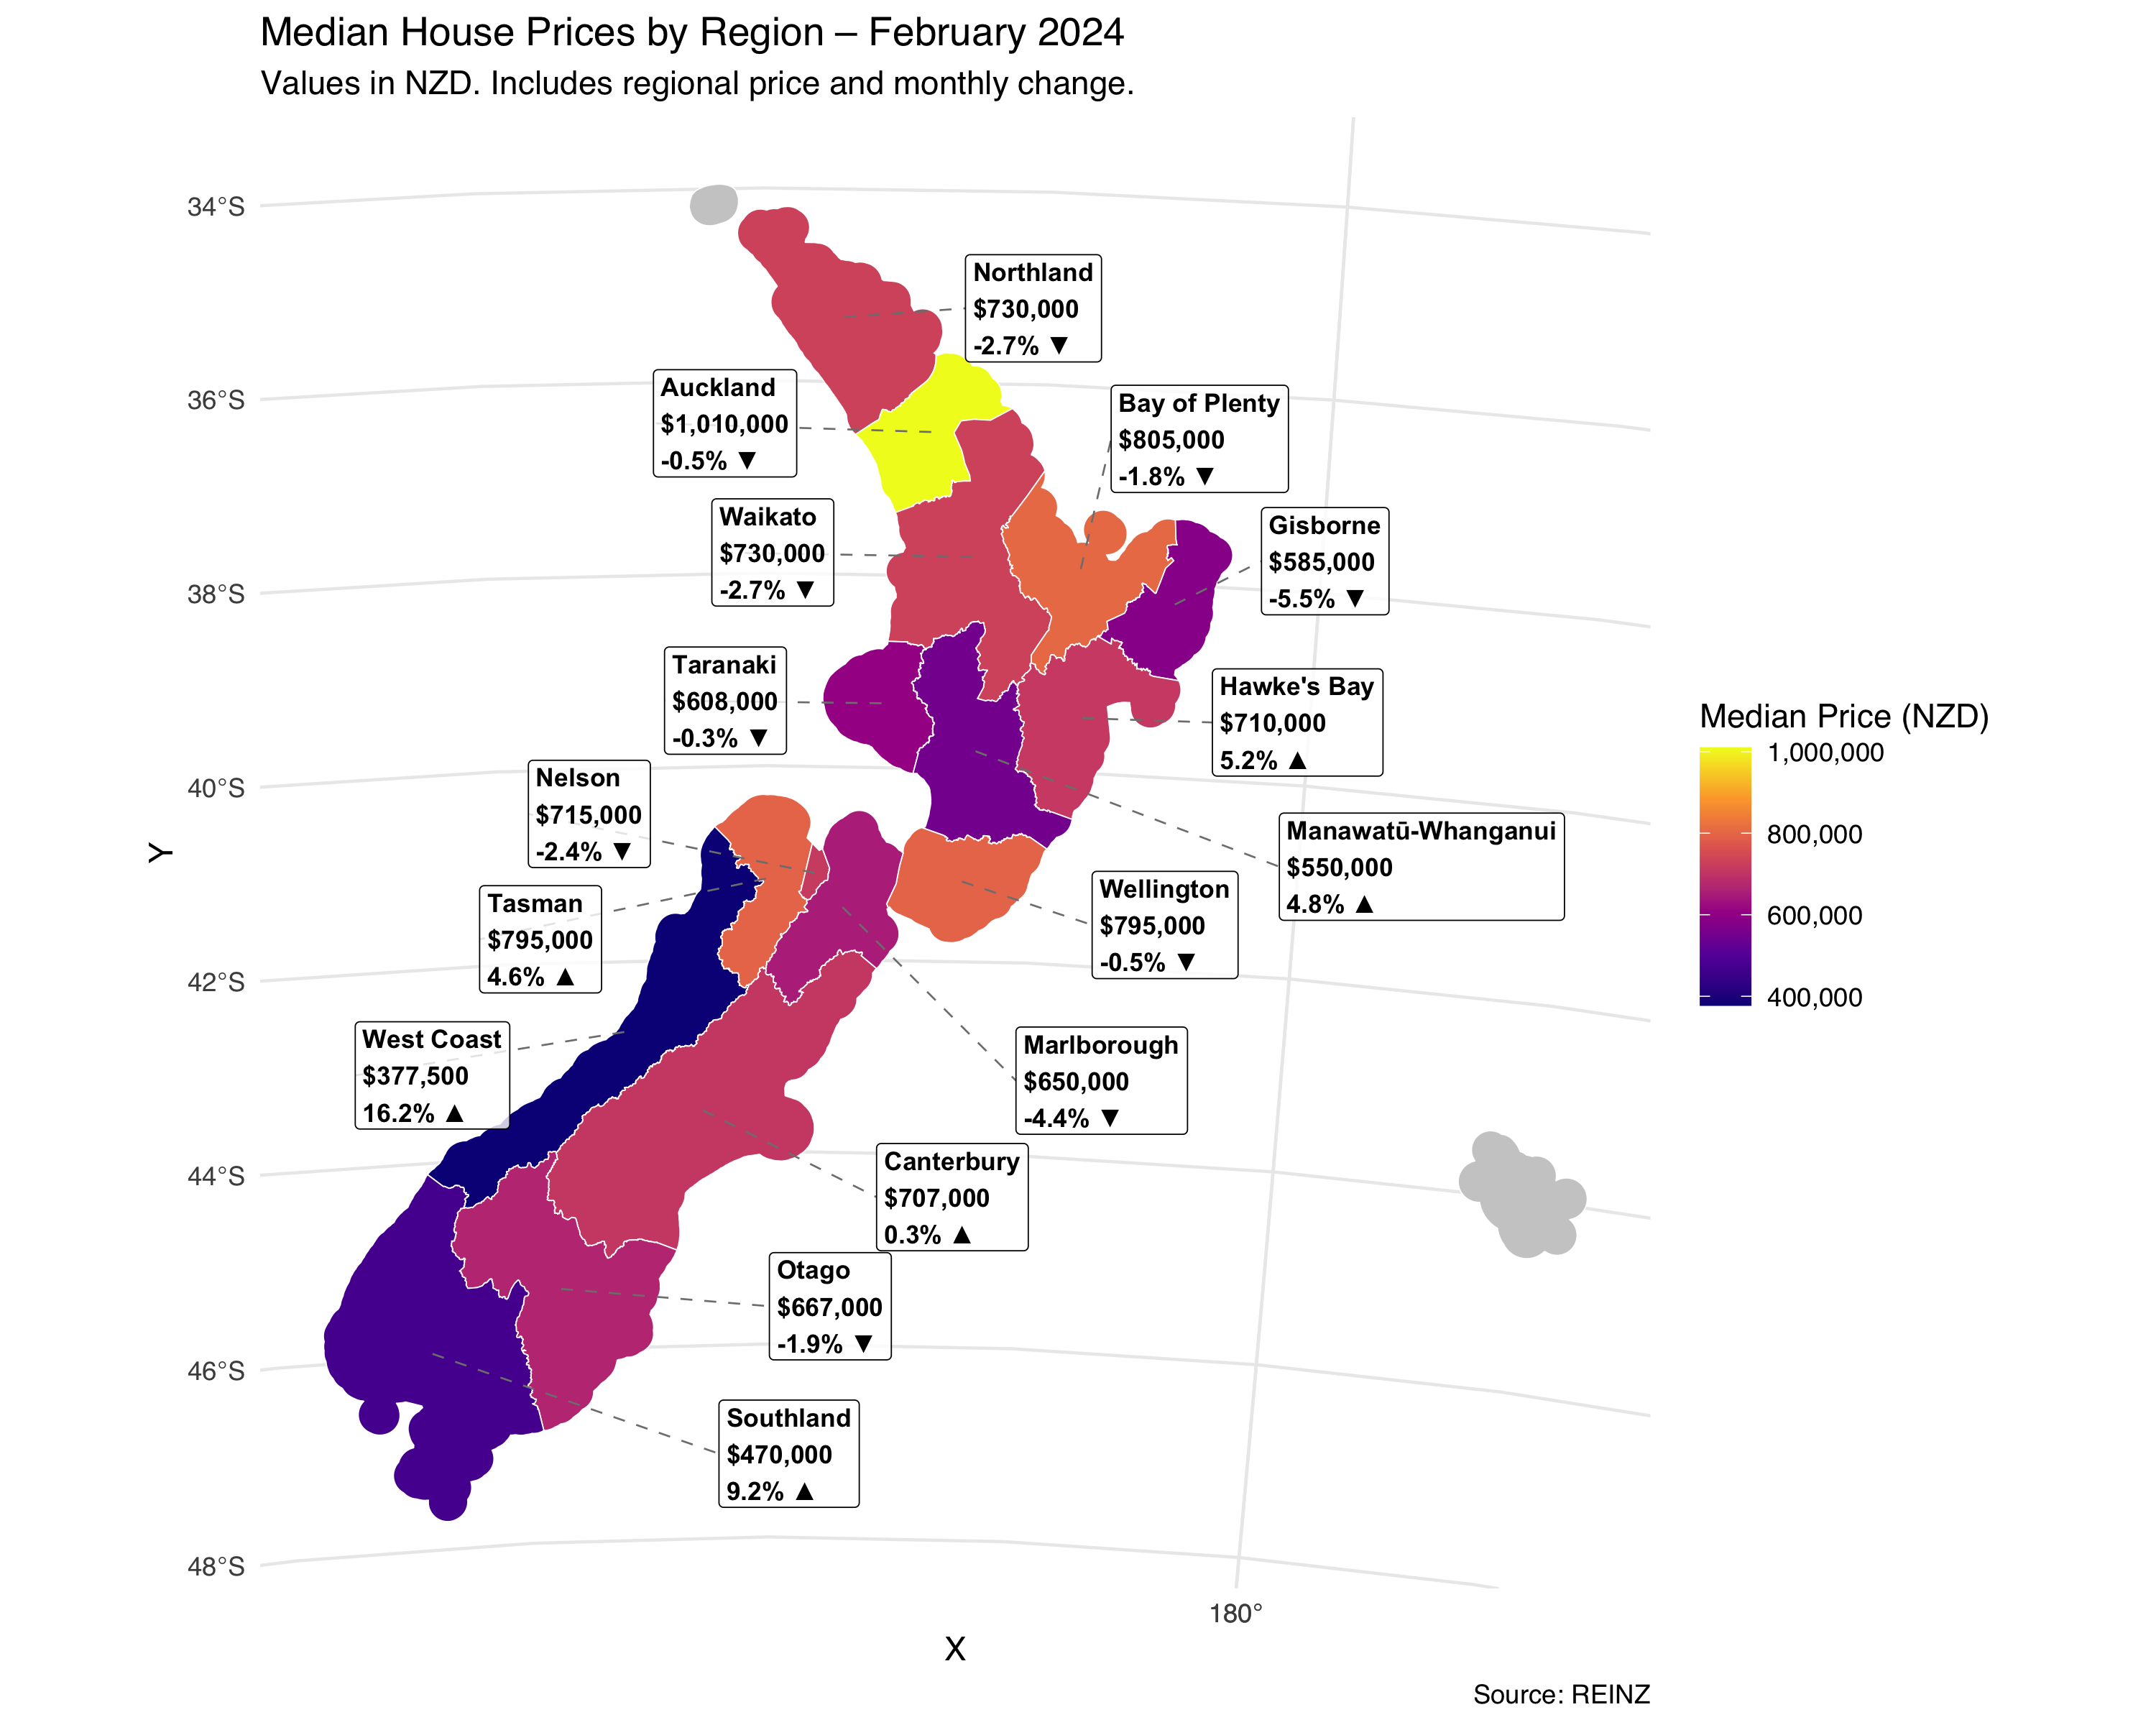 Median House Prices by Region – February 2024
Values in NZD. Includes regional price and monthly change.
34°S
36°S
38°S
40°S
42°S
44°S
46°S
48°S
180°
Y
X
Northland
$730,000
-2.7% ▼
Auckland
$1,010,000
-0.5% ▼
Bay of Plenty
$805,000
-1.8% ▼
Waikato
$730,000
-2.7% ▼
Gisborne
$585,000
-5.5% ▼
Taranaki
$608,000
-0.3% ▼
Hawke's Bay
$710,000
5.2% ▲
Nelson
$715,000
-2.4% ▼
Manawatū-Whanganui
$550,000
4.8% ▲
Wellington
$795,000
-0.5% ▼
Tasman
$795,000
4.6% ▲
West Coast
$377,500
16.2% ▲
Marlborough
$650,000
-4.4% ▼
Canterbury
$707,000
0.3% ▲
Otago
$667,000
-1.9% ▼
Southland
$470,000
9.2% ▲
Median Price (NZD)
1,000,000
800,000
600,000
400,000
Source: REINZ